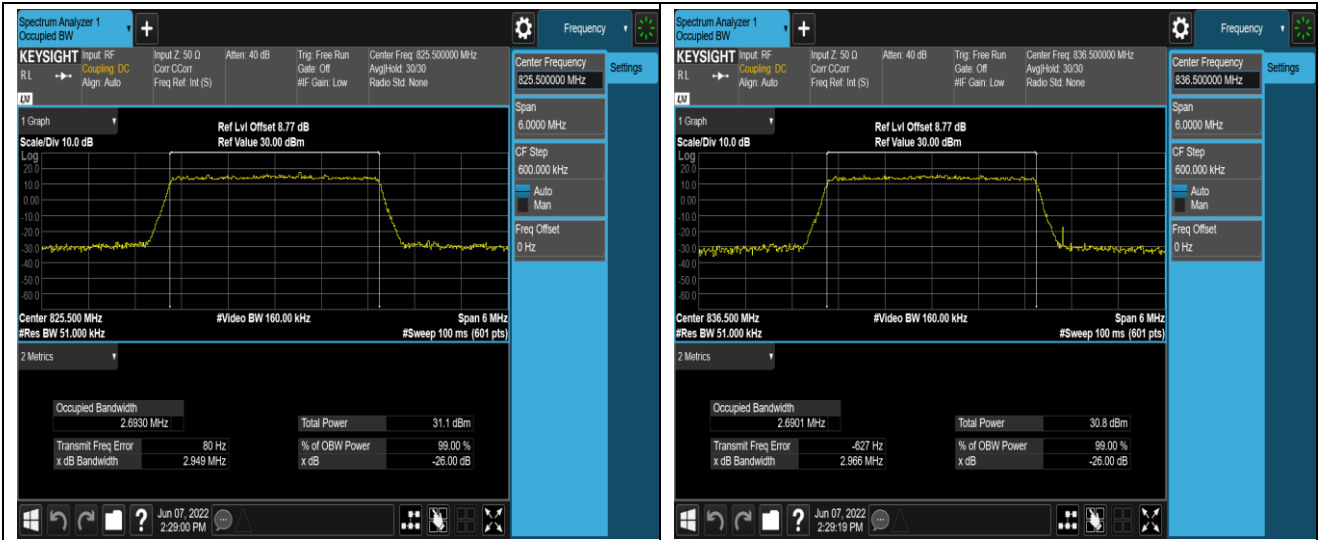 Spectrum Analyzer 1
Occupied BW
+
Frequency
KEYSIGHT Input: RF Input Z: 50 Ω Atten: 40 dB Trig: Free Run Center Freq: 825.500000 MHz
RL Coupling: DC Corr CCorr Gate: Off Avg|Hold: 30/30
Align: Auto Freq Ref: Int (S) #IF Gain: Low Radio Std: None
LXI
Center Frequency
825.500000 MHz
Settings
Span
6.0000 MHz
CF Step
600.000 kHz
Auto
Man
Freq Offset
0 Hz
1 Graph
Ref Lvl Offset 8.77 dB
Scale/Div 10.0 dB Ref Value 30.00 dBm
Log
20.0
10.0
0.00
-10.0
-20.0
-30.0
-40.0
-50.0
-60.0
Center 825.500 MHz #Video BW 160.00 kHz Span 6 MHz
#Res BW 51.000 kHz #Sweep 100 ms (601 pts)
2 Metrics
Occupied Bandwidth
2.6930 MHz Total Power 31.1 dBm
Transmit Freq Error 80 Hz % of OBW Power 99.00 %
x dB Bandwidth 2.949 MHz x dB -26.00 dB
? Jun 07, 2022
2:29:00 PM
Spectrum Analyzer 1
Occupied BW
+
Frequency
KEYSIGHT Input: RF Input Z: 50 Ω Atten: 40 dB Trig: Free Run Center Freq: 836.500000 MHz
RL Coupling: DC Corr CCorr Gate: Off Avg|Hold: 30/30
Align: Auto Freq Ref: Int (S) #IF Gain: Low Radio Std: None
LXI
Center Frequency
836.500000 MHz
Settings
Span
6.0000 MHz
CF Step
600.000 kHz
Auto
Man
Freq Offset
0 Hz
1 Graph
Ref Lvl Offset 8.77 dB
Scale/Div 10.0 dB Ref Value 30.00 dBm
Log
20.0
10.0
0.00
-10.0
-20.0
-30.0
-40.0
-50.0
-60.0
Center 836.500 MHz #Video BW 160.00 kHz Span 6 MHz
#Res BW 51.000 kHz #Sweep 100 ms (601 pts)
2 Metrics
Occupied Bandwidth
2.6901 MHz Total Power 30.8 dBm
Transmit Freq Error -627 Hz % of OBW Power 99.00 %
x dB Bandwidth 2.966 MHz x dB -26.00 dB
? Jun 07, 2022
2:29:19 PM